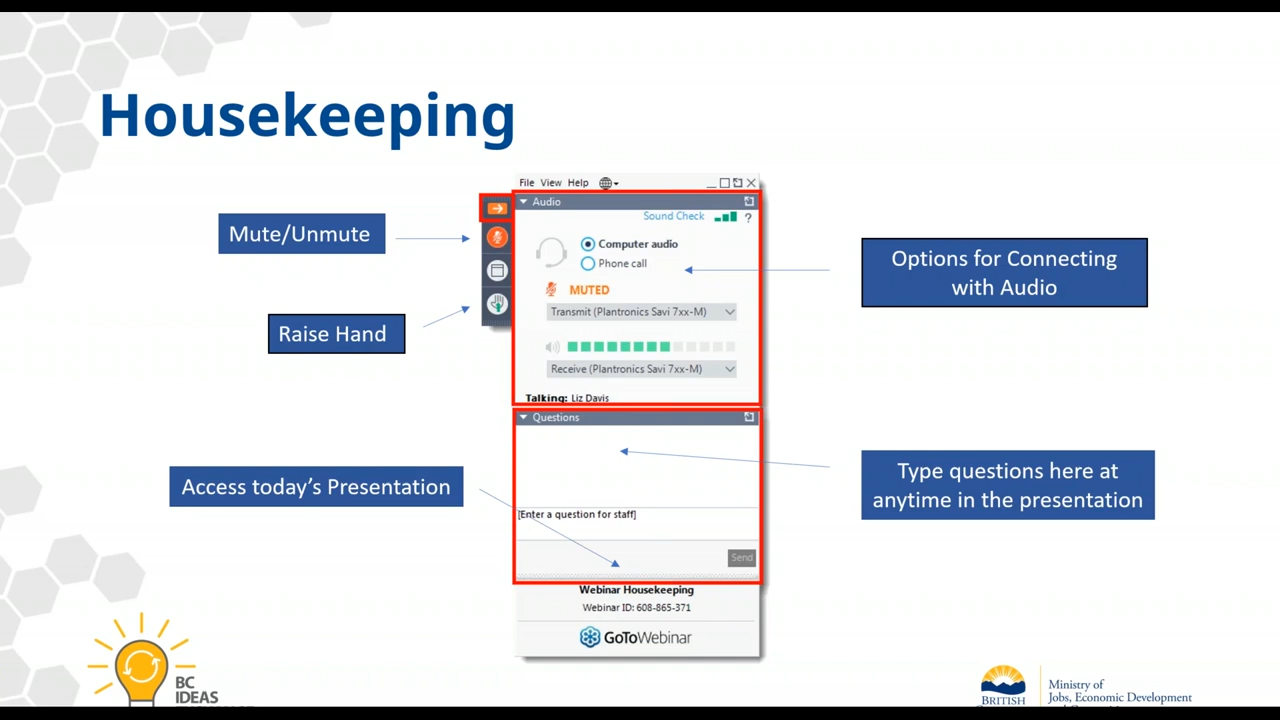 Housekeeping
File View Help
Audio
Sound Check
?
Mute/Unmute
Computer audio
Phone call
Options for Connecting
with Audio
MUTED
Transmit (Plantronics Savi 7xx-M)
Raise Hand
Receive (Plantronics Savi 7xx-M)
Talking: Liz Davis
Questions
Access today's Presentation
Type questions here at
anytime in the presentation
[Enter a question for staff]
Send
Webinar Housekeeping
Webinar ID: 608-865-371
GoToWebinar
BC
IDEAS
BRITISH
Ministry of
Jobs, Economic Development